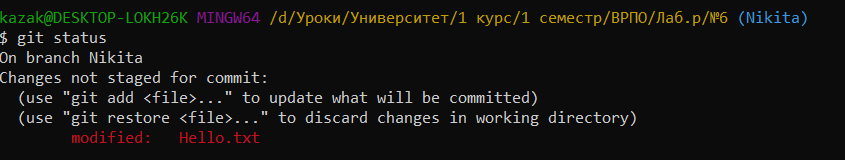 kazak@DESKTOP-LOKH26K MINGW64 /d/Уроки/Университет/1 курс/1 семестр/ВРПО/Лаб.р/№6 (Nikita)
$ git status
On branch Nikita
Changes not staged for commit:
  (use "git add <file>..." to update what will be committed)
  (use "git restore <file>..." to discard changes in working directory)
        modified:   Hello.txt